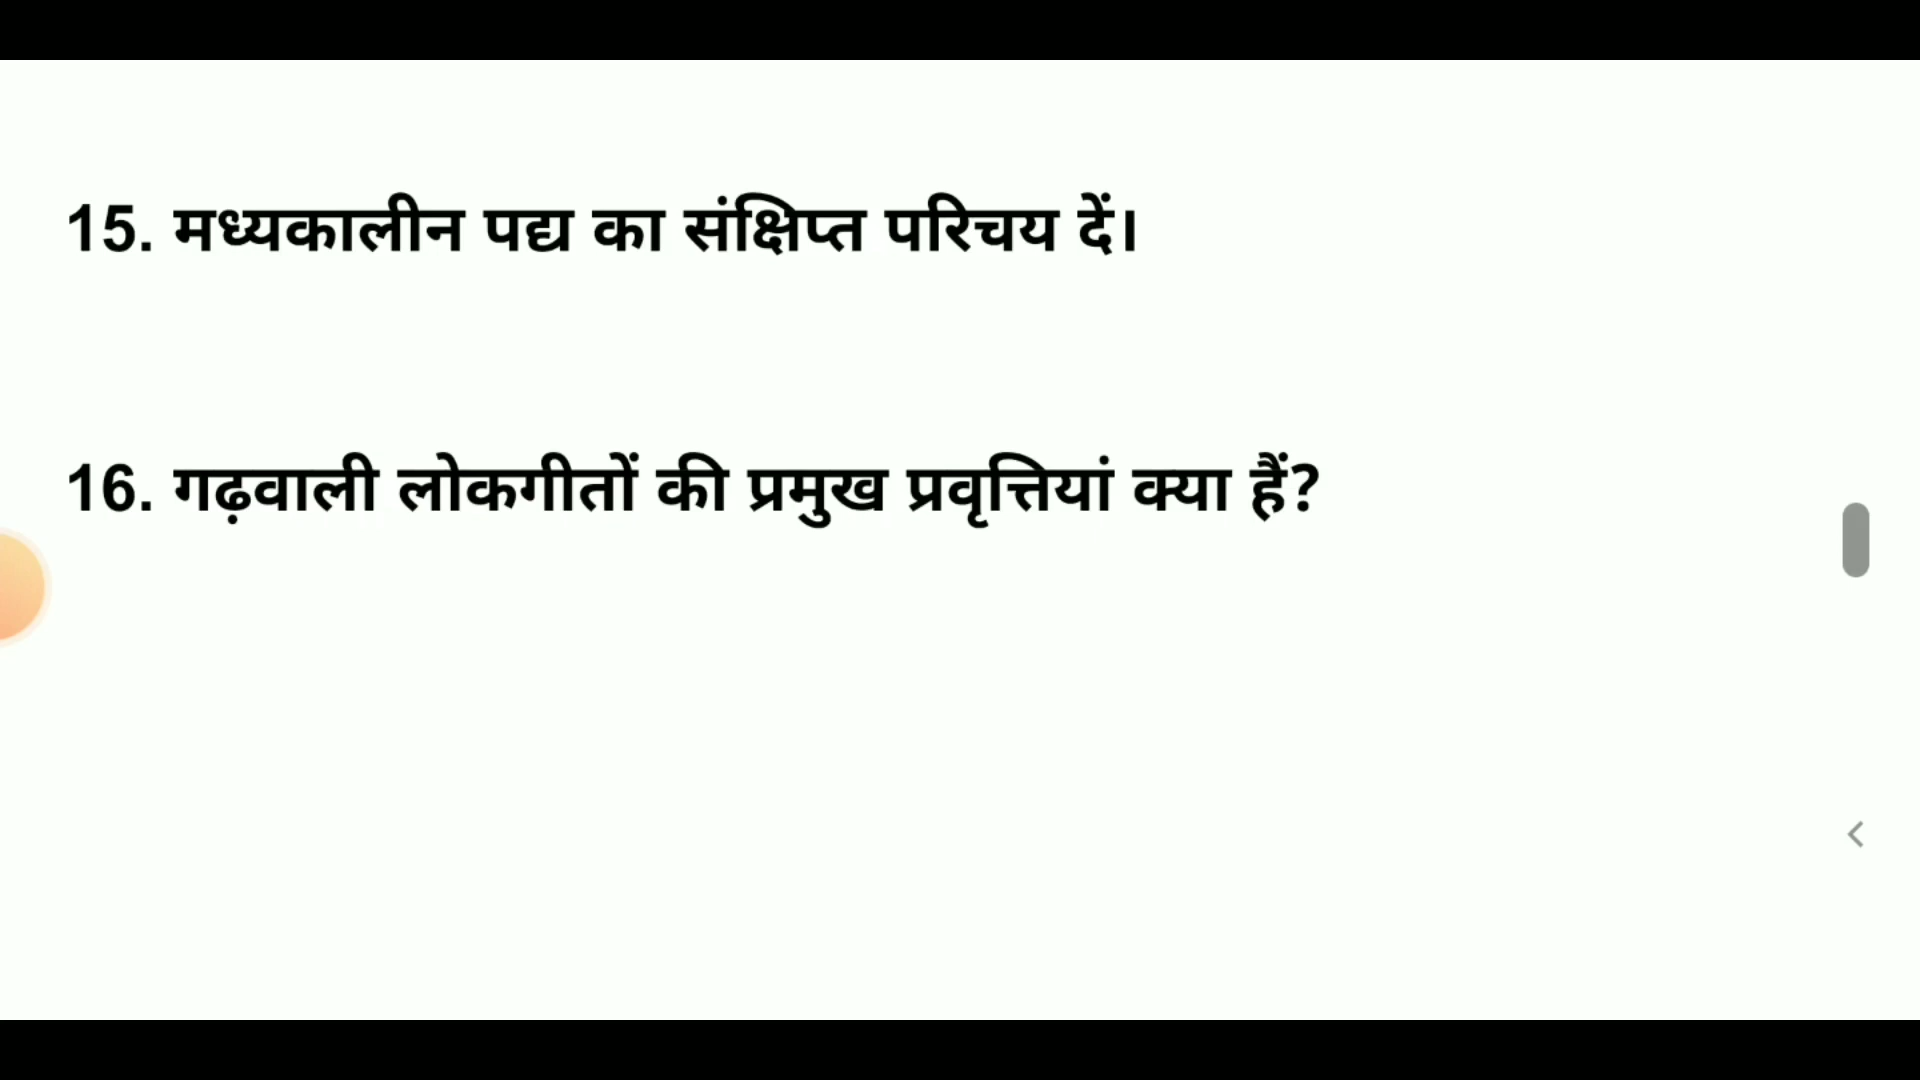 15. मध्यकालीन पद्य का संक्षिप्त परिचय दें।
16. गढ़वाली लोकगीतों की प्रमुख प्रवृत्तियां क्या हैं?